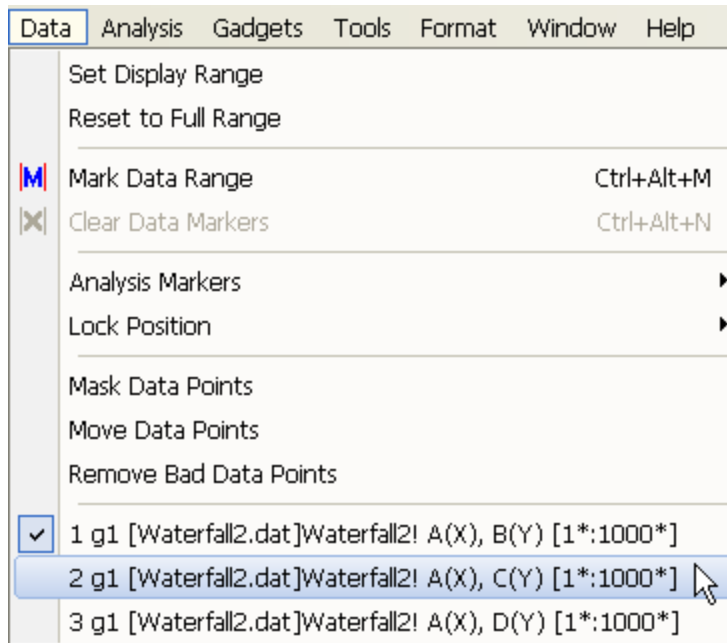 Data Analysis Gadgets Tools Format Window Help
Set Display Range
Reset to Full Range
M Mark Data Range Ctrl+Alt+M
Clear Data Markers Ctrl+Alt+N
Analysis Markers
Lock Position
Mask Data Points
Move Data Points
Remove Bad Data Points
1 g1 [Waterfall2.dat]Waterfall2! A(X), B(Y) [1*:1000*]
2 g1 [Waterfall2.dat]Waterfall2! A(X), C(Y) [1*:1000*]
3 g1 [Waterfall2.dat]Waterfall2! A(X), D(Y) [1*:1000*]